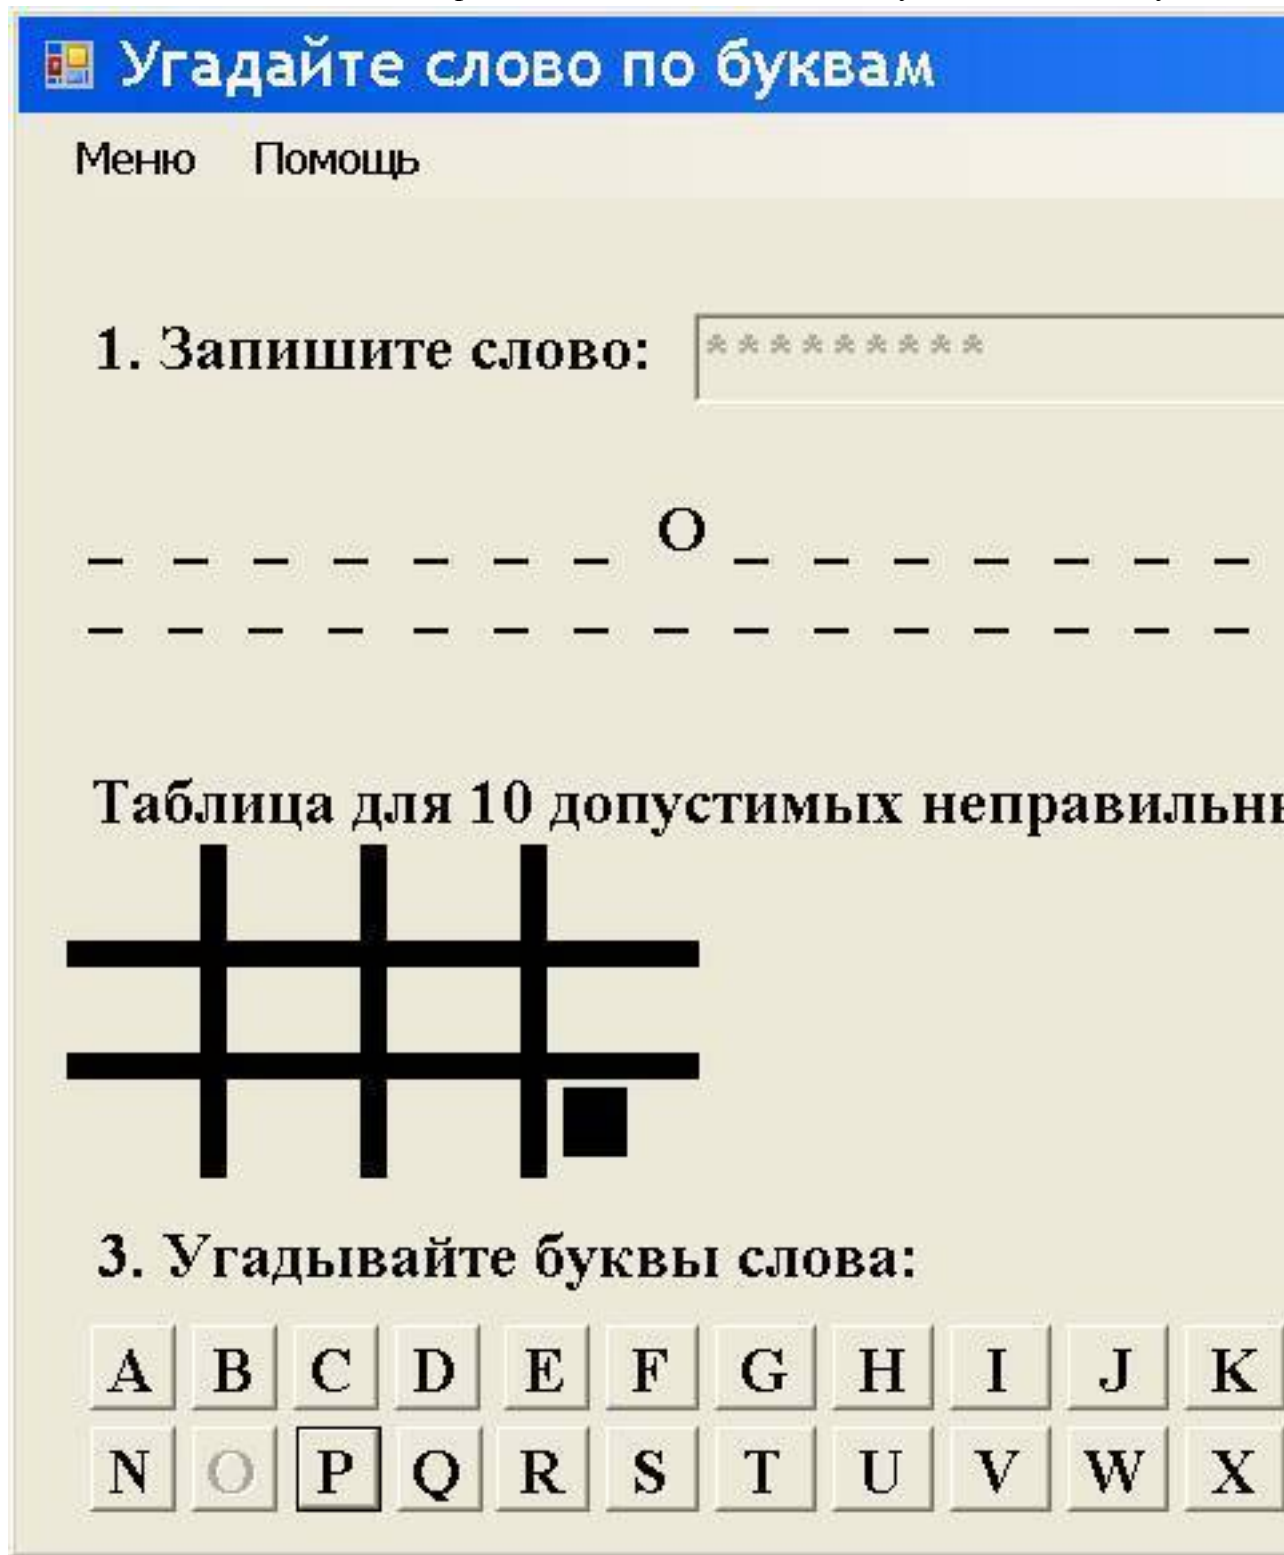 Угадайте слово по буквам
Меню Помощь
1. Запишите слово: *********
_ _ _ _ _ _ _ O _ _ _ _ _ _ _
_ _ _ _ _ _ _ _ _ _ _ _ _ _ _
Таблица для 10 допустимых неправильн
3. Угадывайте буквы слова:
A B C D E F G H I J K
N O P Q R S T U V W X